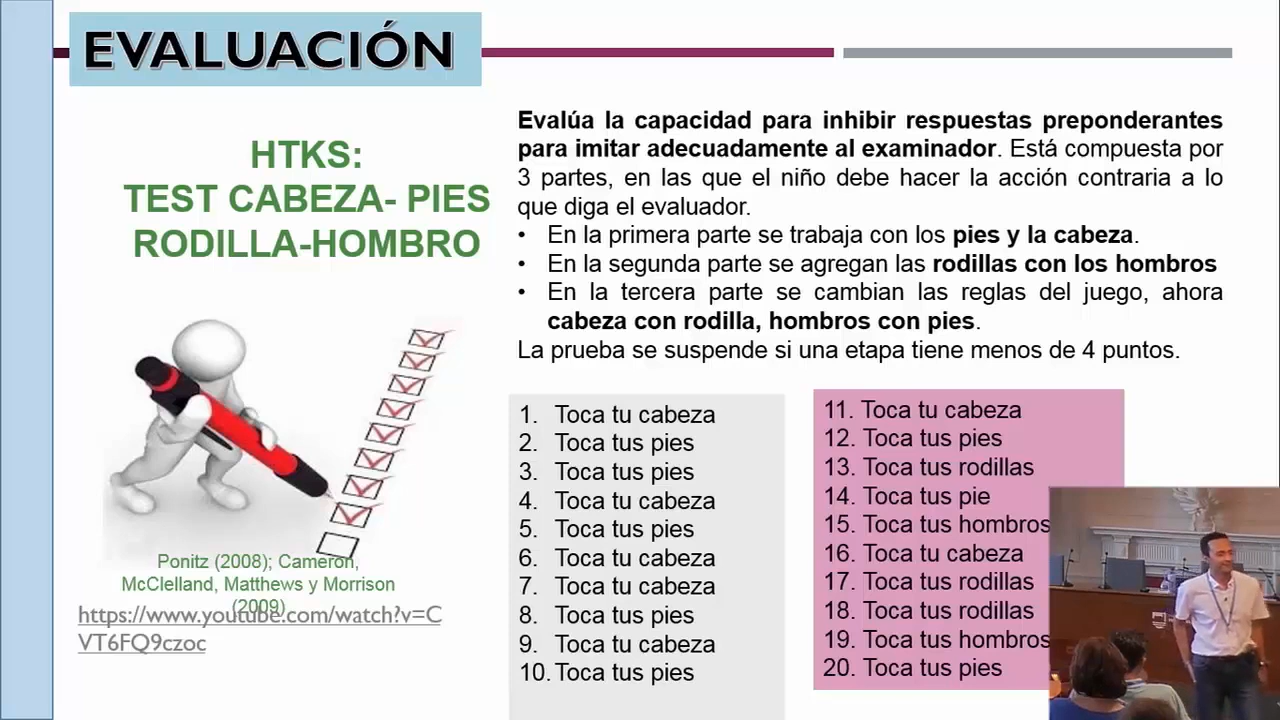 EVALUACIÓN
HTKS:
TEST CABEZA- PIES
RODILLA-HOMBRO
Evalúa la capacidad para inhibir respuestas preponderantes
para imitar adecuadamente al examinador. Está compuesta por
3 partes, en las que el niño debe hacer la acción contraria a lo
que diga el evaluador.
• En la primera parte se trabaja con los pies y la cabeza.
• En la segunda parte se agregan las rodillas con los hombros
• En la tercera parte se cambian las reglas del juego, ahora
cabeza con rodilla, hombros con pies.
La prueba se suspende si una etapa tiene menos de 4 puntos.
Ponitz (2008); Cameron,
McClelland, Matthews y Morrison
(2009)
https://www.youtube.com/watch?v=C
VT6FQ9czoc
1. Toca tu cabeza
2. Toca tus pies
3. Toca tus pies
4. Toca tu cabeza
5. Toca tus pies
6. Toca tu cabeza
7. Toca tu cabeza
8. Toca tus pies
9. Toca tu cabeza
10. Toca tus pies
11. Toca tu cabeza
12. Toca tus pies
13. Toca tus rodillas
14. Toca tus pie
15. Toca tus hombros
16. Toca tu cabeza
17. Toca tus rodillas
18. Toca tus rodillas
19. Toca tus hombros
20. Toca tus pies